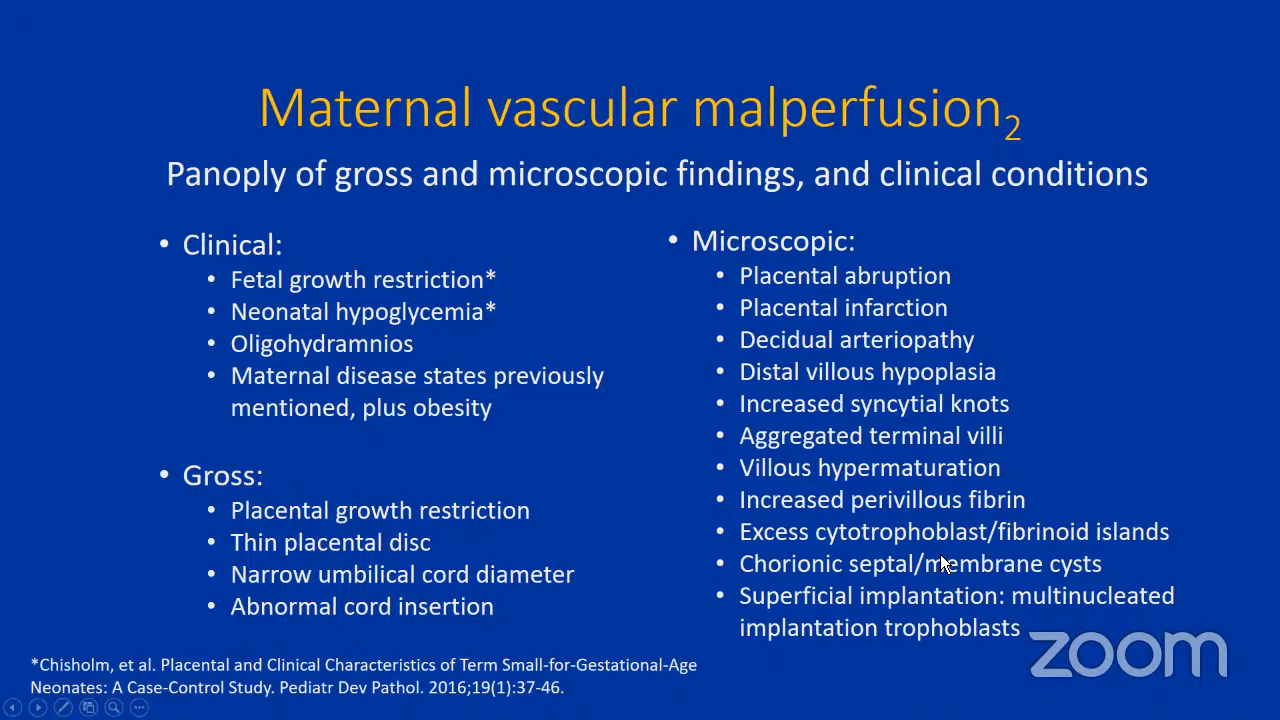 Maternal vascular malperfusion2
Panoply of gross and microscopic findings, and clinical conditions
• Clinical:
• Fetal growth restriction*
• Neonatal hypoglycemia*
• Oligohydramnios
• Maternal disease states previously
mentioned, plus obesity
• Gross:
• Placental growth restriction
• Thin placental disc
• Narrow umbilical cord diameter
• Abnormal cord insertion
• Microscopic:
• Placental abruption
• Placental infarction
• Decidual arteriopathy
• Distal villous hypoplasia
• Increased syncytial knots
• Aggregated terminal villi
• Villous hypermaturation
• Increased perivillous fibrin
• Excess cytotrophoblast/fibrinoid islands
• Chorionic septal/membrane cysts
• Superficial implantation: multinucleated
implantation trophoblasts
*Chisholm, et al. Placental and Clinical Characteristics of Term Small-for-Gestational-Age
Neonates: A Case-Control Study. Pediatr Dev Pathol. 2016;19(1):37-46.
zoom